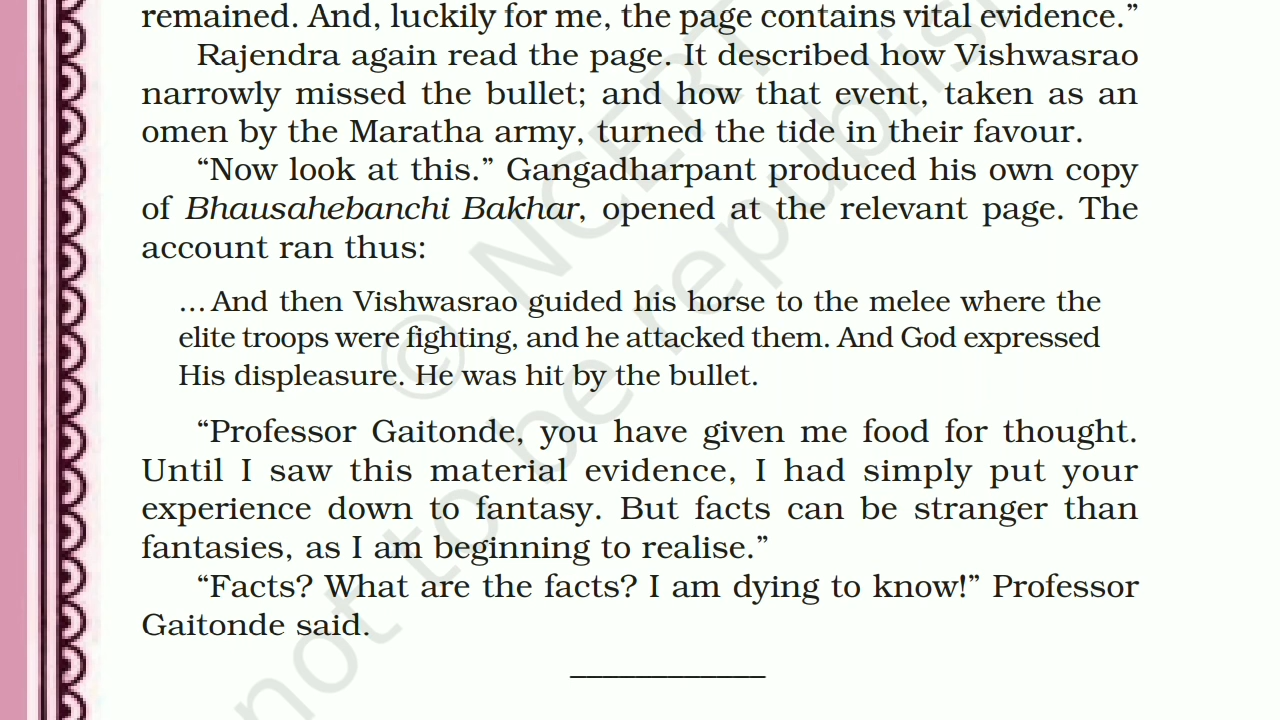 remained. And, luckily for me, the page contains vital evidence.”
Rajendra again read the page. It described how Vishwasrao
narrowly missed the bullet; and how that event, taken as an
omen by the Maratha army, turned the tide in their favour.
“Now look at this.” Gangadharpant produced his own copy
of Bhausahebanchi Bakhar, opened at the relevant page. The
account ran thus:
…And then Vishwasrao guided his horse to the melee where the
elite troops were fighting, and he attacked them. And God expressed
His displeasure. He was hit by the bullet.
“Professor Gaitonde, you have given me food for thought.
Until I saw this material evidence, I had simply put your
experience down to fantasy. But facts can be stranger than
fantasies, as I am beginning to realise.”
“Facts? What are the facts? I am dying to know!” Professor
Gaitonde said.
© NCERT
not to be republis